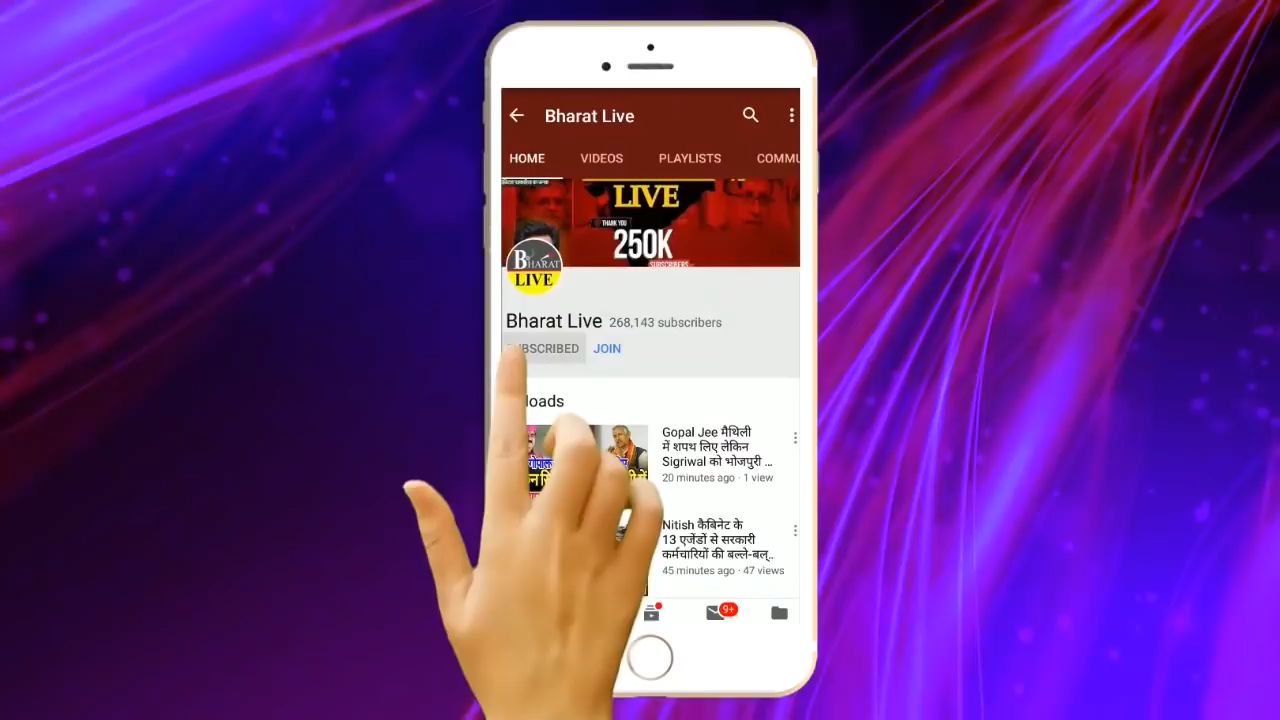 Bharat Live
HOME VIDEOS PLAYLISTS COMMU
LIVE
THANK YOU
250K
SUBSCRIBERS
BHARAT
LIVE
Bharat Live 268,143 subscribers
SUBSCRIBED JOIN
loads
Gopal Jee मैथिली
में शपथ लिए लेकिन
Sigriwal को भोजपुरी ...
20 minutes ago · 1 view
Nitish कैबिनेट के
13 एजेंडों से सरकारी
कर्मचारियों की बल्ले-बल्..
45 minutes ago · 47 views
9+